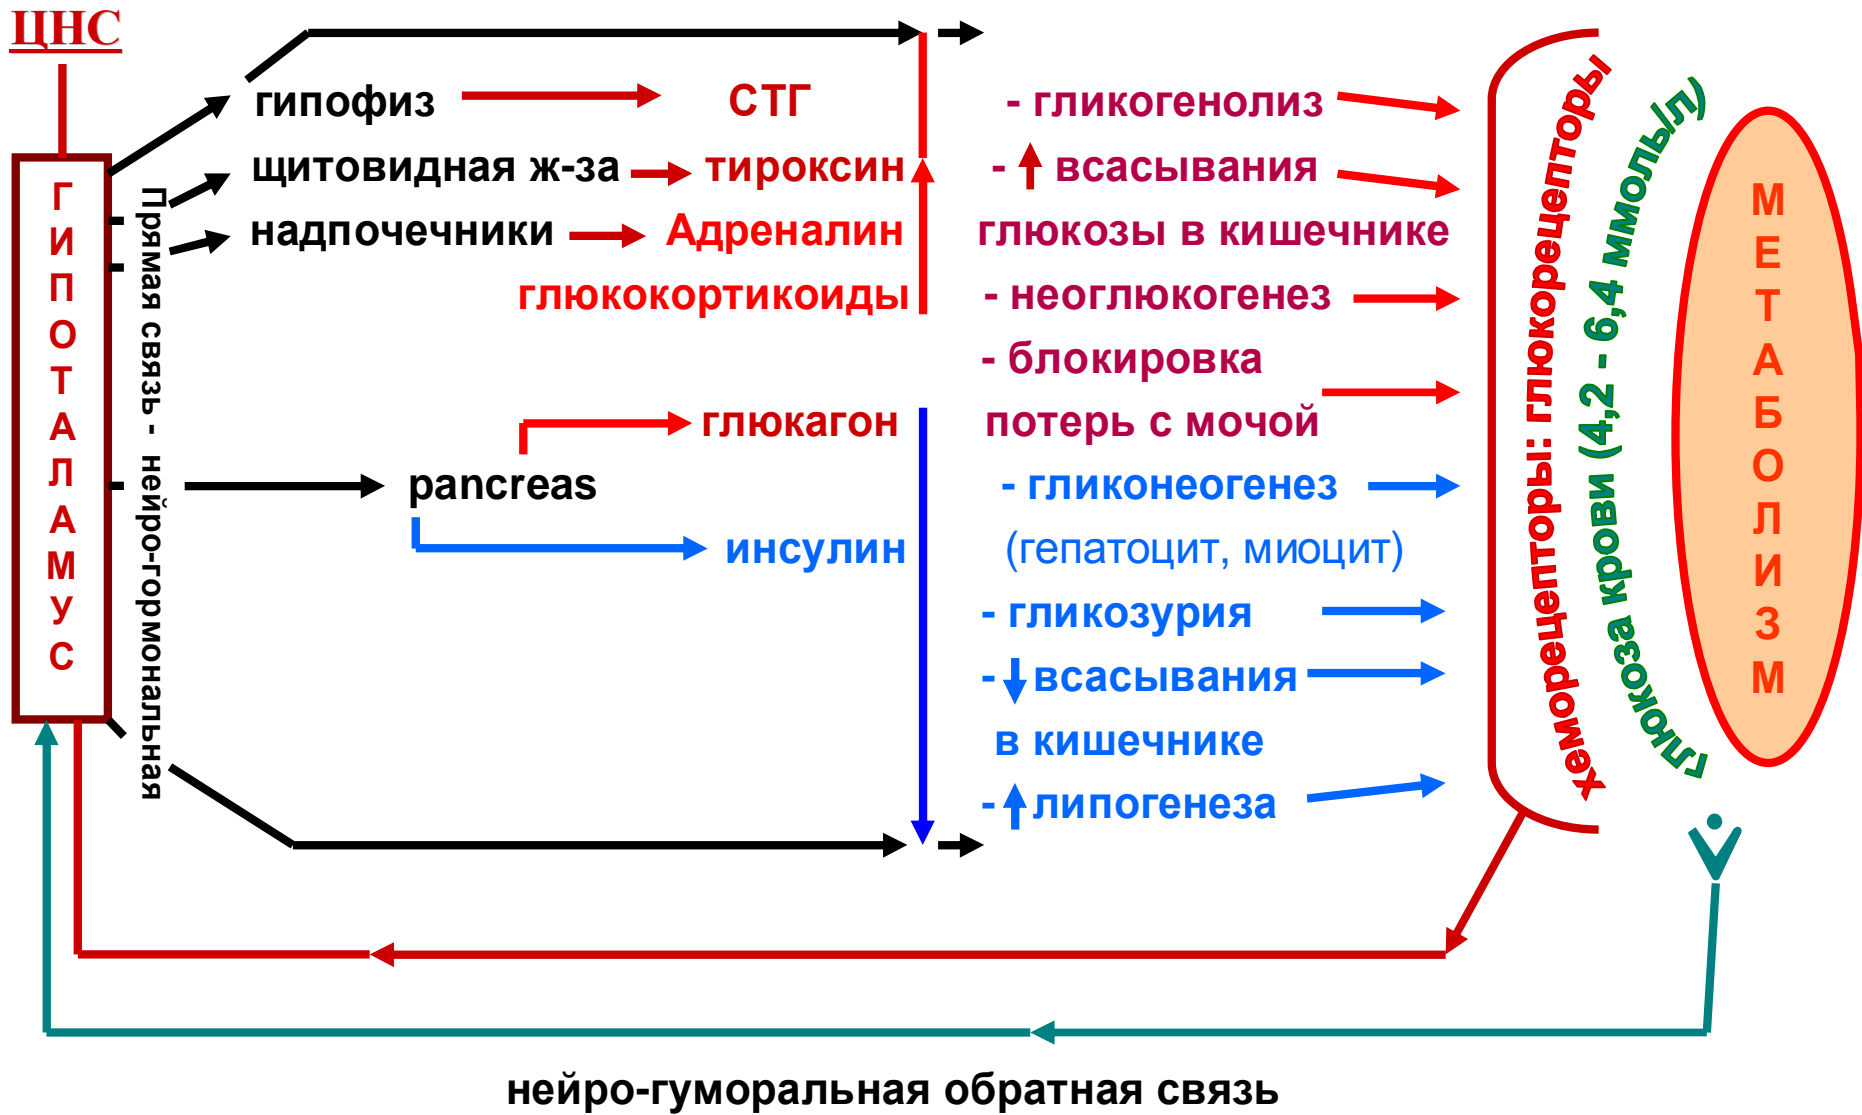 ЦНС
ГИПОТАЛАМУС
Прямая связь - нейро-гормональная
гипофиз
СТГ
щитовидная ж-за
тироксин
надпочечники
Адреналин
глюкокортикоиды
глюкагон
pancreas
инсулин
- гликогенолиз
- всасывания
глюкозы в кишечнике
- неоглюкогенез
- блокировка
потерь с мочой
- гликонеогенез
(гепатоцит, миоцит)
- гликозурия
- всасывания
в кишечнике
- липогенеза
хеморецепторы: глюкорецепторы
глюкоза крови (4,2 - 6,4 ммоль/л)
МЕТАБОЛИЗМ
нейро-гуморальная обратная связь